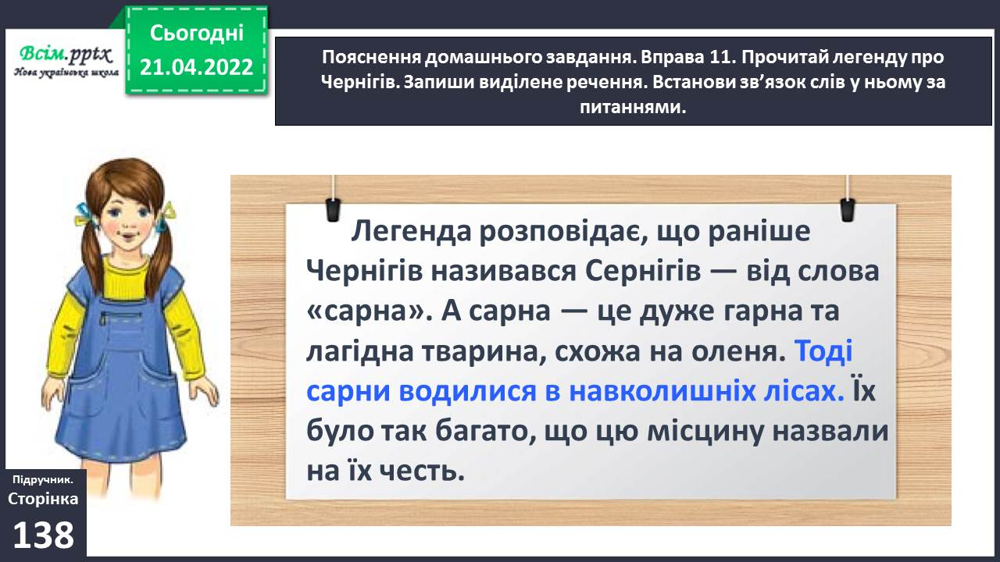 Сьогодні
21.04.2022
Всім.pptx
Нова українська школа
Пояснення домашнього завдання. Вправа 11. Прочитай легенду про
Чернігів. Запиши виділене речення. Встанови зв’язок слів у ньому за
питаннями.
Легенда розповідає, що раніше
Чернігів називався Сернігів — від слова
«сарна». А сарна — це дуже гарна та
лагідна тварина, схожа на оленя. Тоді
сарни водилися в навколишніх лісах. Їх
було так багато, що цю місцину назвали
на їх честь.
Підручник.
Сторінка
138